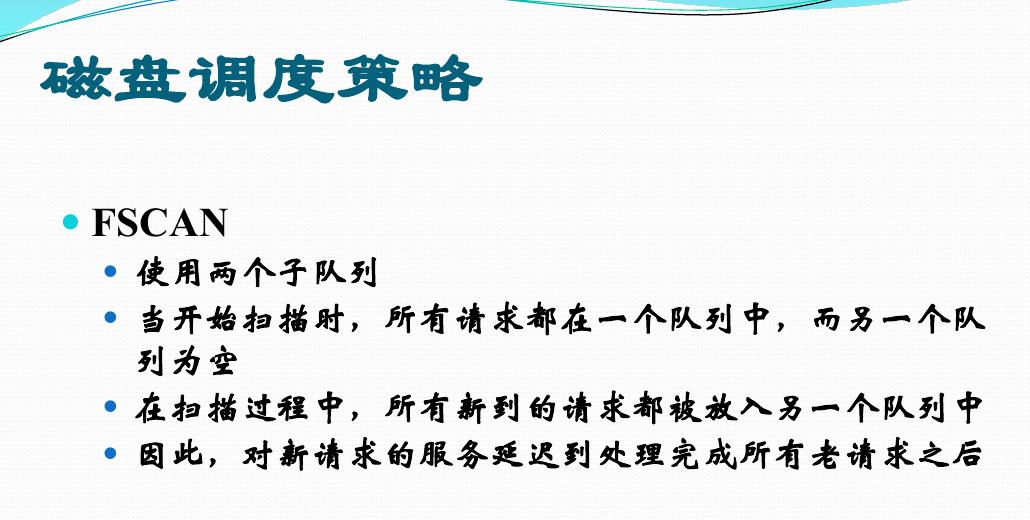 磁盘调度策略
FSCAN
使用两个子队列
当开始扫描时，所有请求都在一个队列中，而另一个队
列为空
在扫描过程中，所有新到的请求都被放入另一个队列中
因此，对新请求的服务延迟到处理完成所有老请求之后